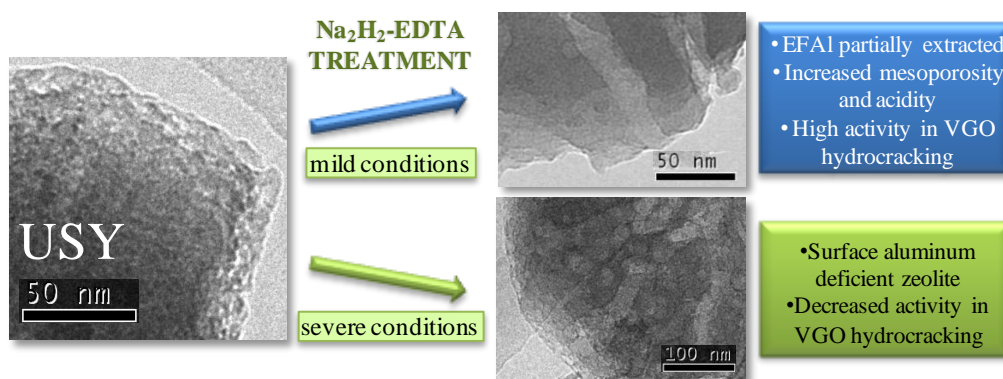 Na₂H₂-EDTA
TREATMENT
USY
50 nm
mild conditions
severe conditions
50 nm
100 nm
•EFAl partially extracted
•Increased mesoporosity
and acidity
•High activity in VGO
hydrocracking
•Surface aluminum
deficient zeolite
•Decreased activity in
VGO hydrocracking